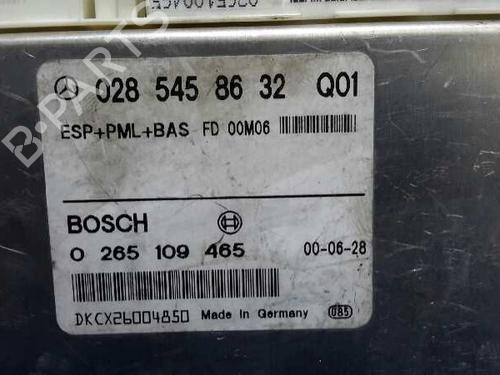 028 545 86 32 Q01
ESP+PML+BAS FD 00M06
BOSCH
0 265 109 465 00-06-28
DKCX26004850 Made In Germany 085
B-PARTS